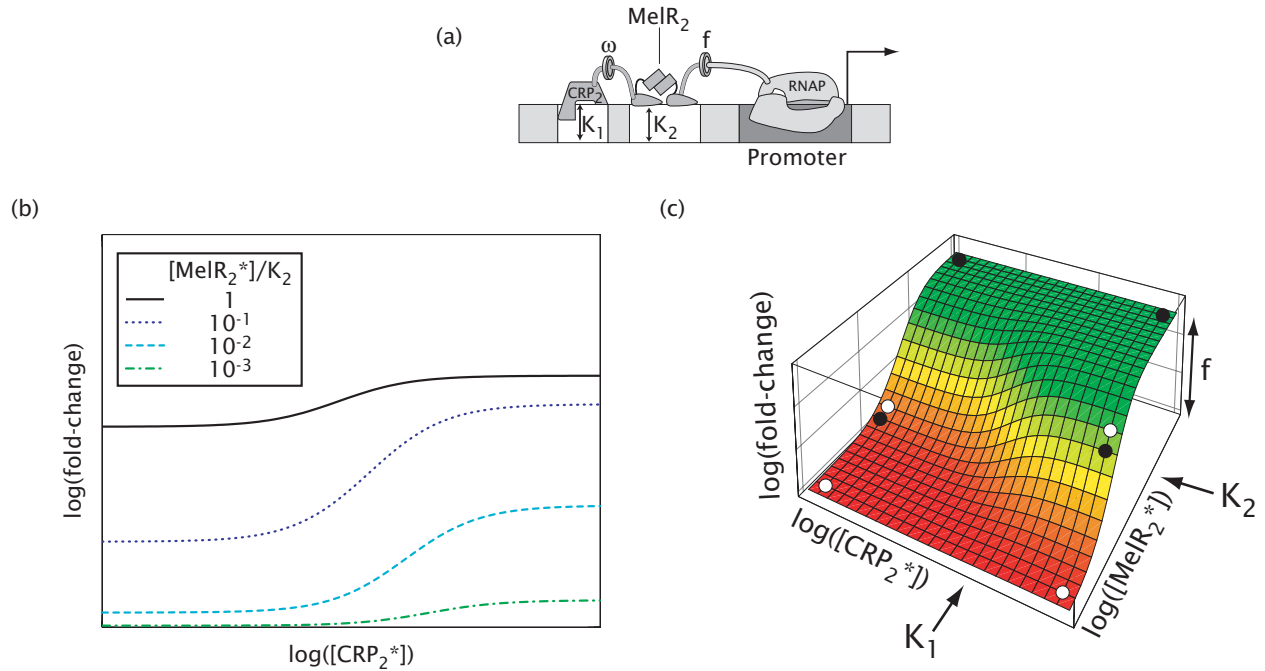 (a)
MelR₂
ω
f
CRP₂
RNAP
K₁
K₂
Promoter
(b)
log(fold-change)
[MelR₂*]/K₂
1
10⁻¹
10⁻²
10⁻³
log([CRP₂*])
(c)
log(fold-change)
f
K₂
log([MelR₂*])
log([CRP₂*])
K₁